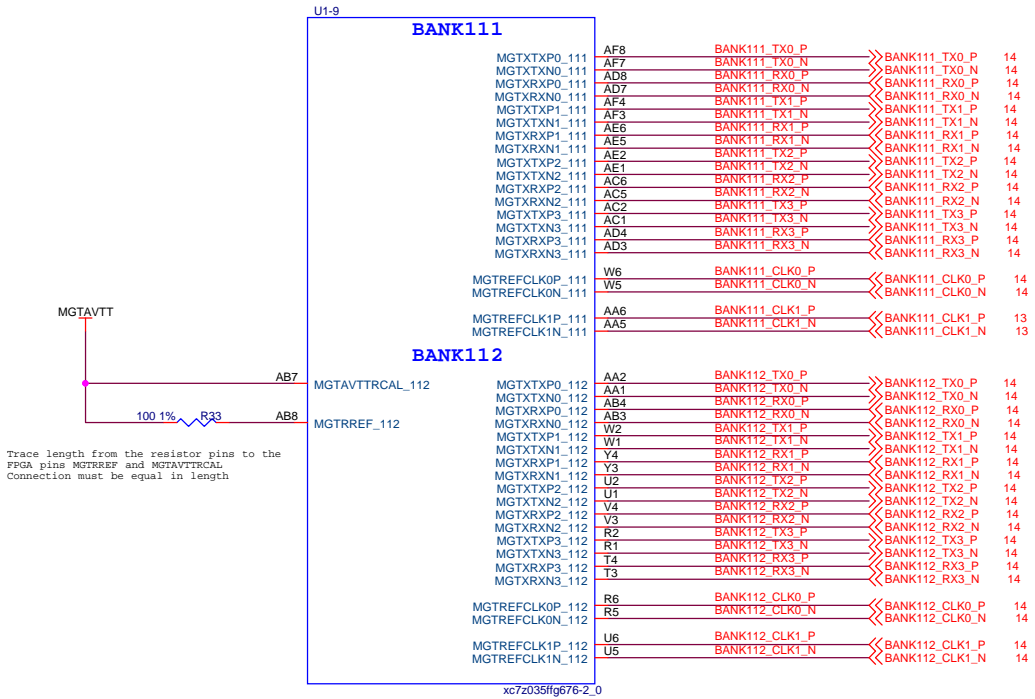 U1-9
BANK111
MGTXTXP0_111 AF8 BANK111_TX0_P BANK111_TX0_P 14
MGTXTXN0_111 AF7 BANK111_TX0_N BANK111_TX0_N 14
MGTXRXP0_111 AD8 BANK111_RX0_P BANK111_RX0_P 14
MGTXRXN0_111 AD7 BANK111_RX0_N BANK111_RX0_N 14
MGTXTXP1_111 AF4 BANK111_TX1_P BANK111_TX1_P 14
MGTXTXN1_111 AF3 BANK111_TX1_N BANK111_TX1_N 14
MGTXRXP1_111 AE6 BANK111_RX1_P BANK111_RX1_P 14
MGTXRXN1_111 AE5 BANK111_RX1_N BANK111_RX1_N 14
MGTXTXP2_111 AE2 BANK111_TX2_P BANK111_TX2_P 14
MGTXTXN2_111 AE1 BANK111_TX2_N BANK111_TX2_N 14
MGTXRXP2_111 AC6 BANK111_RX2_P BANK111_RX2_P 14
MGTXRXN2_111 AC5 BANK111_RX2_N BANK111_RX2_N 14
MGTXTXP3_111 AC2 BANK111_TX3_P BANK111_TX3_P 14
MGTXTXN3_111 AC1 BANK111_TX3_N BANK111_TX3_N 14
MGTXRXP3_111 AD4 BANK111_RX3_P BANK111_RX3_P 14
MGTXRXN3_111 AD3 BANK111_RX3_N BANK111_RX3_N 14
MGTREFCLK0P_111 W6 BANK111_CLK0_P BANK111_CLK0_P 14
MGTREFCLK0N_111 W5 BANK111_CLK0_N BANK111_CLK0_N 14
MGTREFCLK1P_111 AA6 BANK111_CLK1_P BANK111_CLK1_P 13
MGTREFCLK1N_111 AA5 BANK111_CLK1_N BANK111_CLK1_N 13
MGTAVTT
BANK112
AB7 MGTAVTTRCAL_112
100 1% R33 AB8 MGTRREF_112
Trace length from the resistor pins to the
FPGA pins MGTRREF and MGTAVTTRCAL
Connection must be equal in length
MGTXTXP0_112 AA2 BANK112_TX0_P BANK112_TX0_P 14
MGTXTXN0_112 AA1 BANK112_TX0_N BANK112_TX0_N 14
MGTXRXP0_112 AB4 BANK112_RX0_P BANK112_RX0_P 14
MGTXRXN0_112 AB3 BANK112_RX0_N BANK112_RX0_N 14
MGTXTXP1_112 W2 BANK112_TX1_P BANK112_TX1_P 14
MGTXTXN1_112 W1 BANK112_TX1_N BANK112_TX1_N 14
MGTXRXP1_112 Y4 BANK112_RX1_P BANK112_RX1_P 14
MGTXRXN1_112 Y3 BANK112_RX1_N BANK112_RX1_N 14
MGTXTXP2_112 U2 BANK112_TX2_P BANK112_TX2_P 14
MGTXTXN2_112 U1 BANK112_TX2_N BANK112_TX2_N 14
MGTXRXP2_112 V4 BANK112_RX2_P BANK112_RX2_P 14
MGTXRXN2_112 V3 BANK112_RX2_N BANK112_RX2_N 14
MGTXTXP3_112 R2 BANK112_TX3_P BANK112_TX3_P 14
MGTXTXN3_112 R1 BANK112_TX3_N BANK112_TX3_N 14
MGTXRXP3_112 T4 BANK112_RX3_P BANK112_RX3_P 14
MGTXRXN3_112 T3 BANK112_RX3_N BANK112_RX3_N 14
MGTREFCLK0P_112 R6 BANK112_CLK0_P BANK112_CLK0_P 14
MGTREFCLK0N_112 R5 BANK112_CLK0_N BANK112_CLK0_N 14
MGTREFCLK1P_112 U6 BANK112_CLK1_P BANK112_CLK1_P 14
MGTREFCLK1N_112 U5 BANK112_CLK1_N BANK112_CLK1_N 14
xc7z035ffg676-2_0